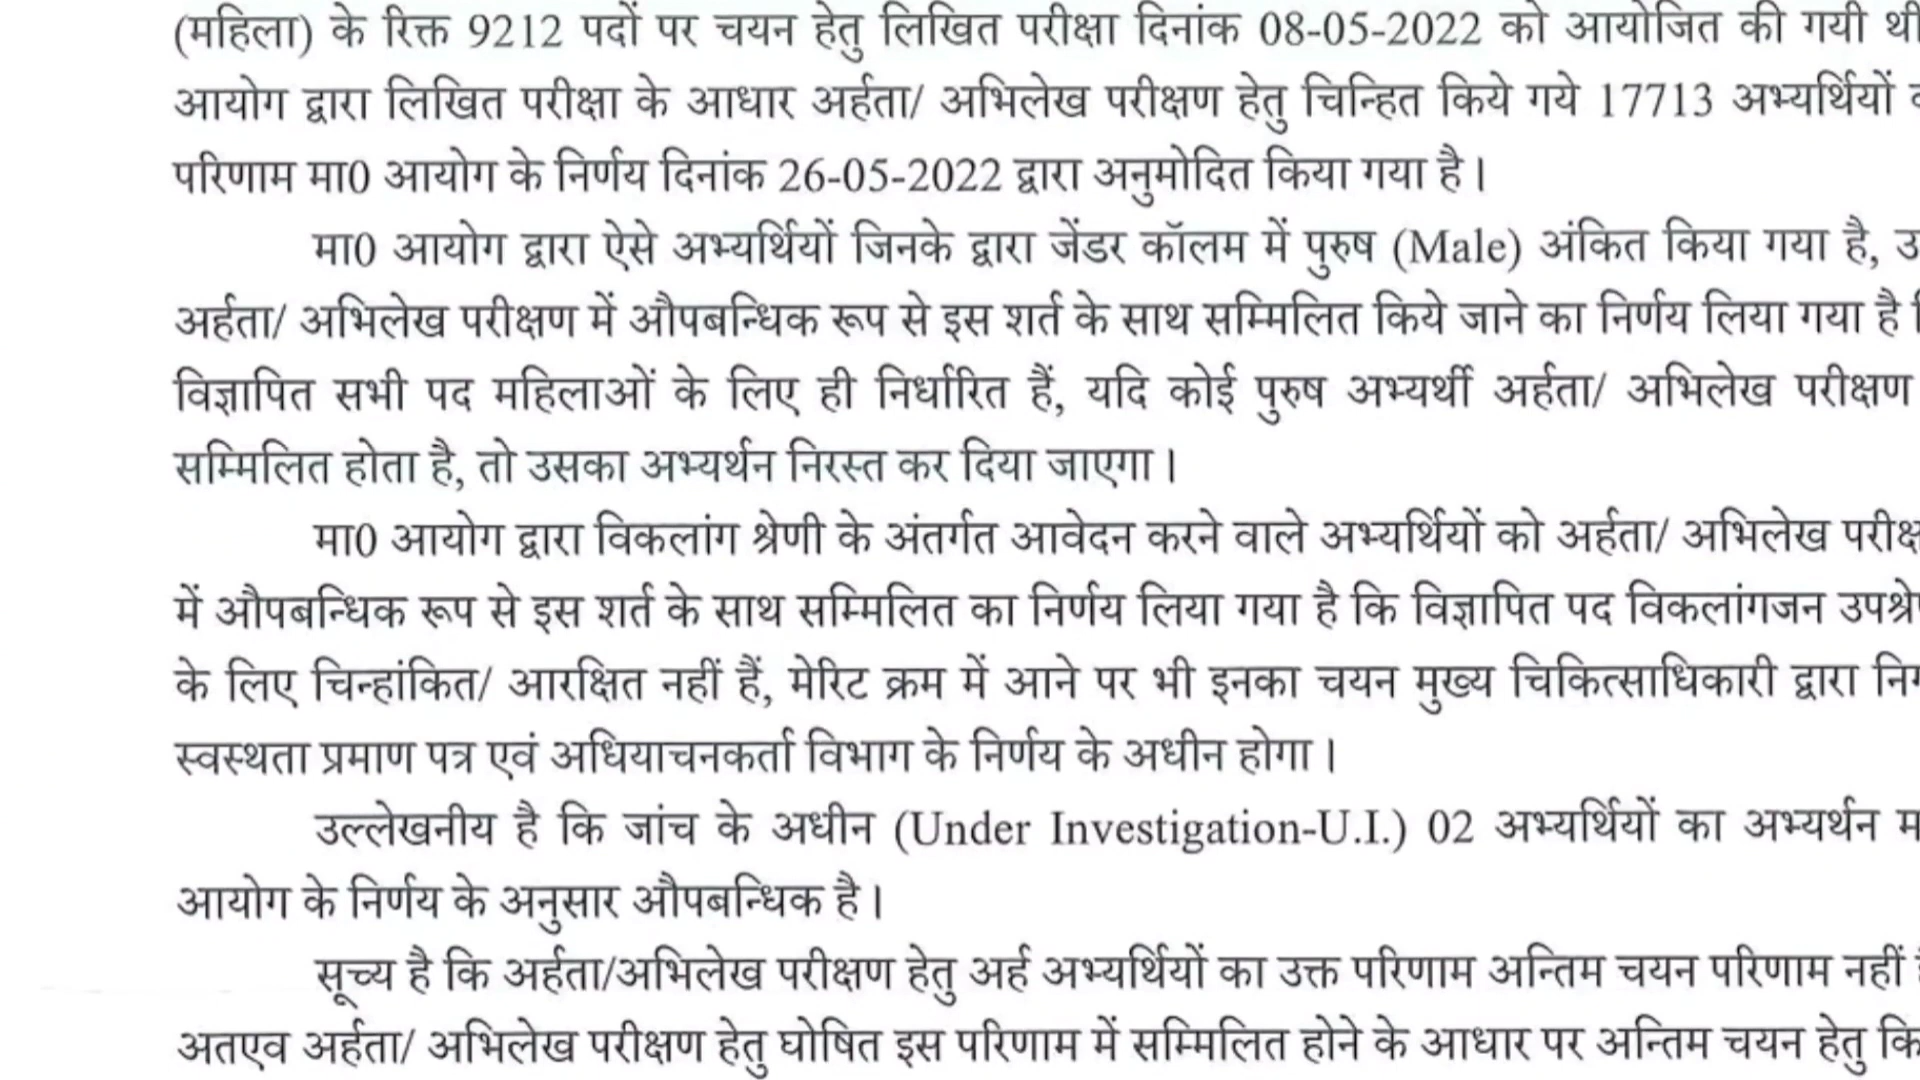 (महिला) के रिक्त 9212 पदों पर चयन हेतु लिखित परीक्षा दिनांक 08-05-2022 को आयोजित की गयी थी
आयोग द्वारा लिखित परीक्षा के आधार अर्हता/ अभिलेख परीक्षण हेतु चिन्हित किये गये 17713 अभ्यर्थियों
परिणाम मा0 आयोग के निर्णय दिनांक 26-05-2022 द्वारा अनुमोदित किया गया है।
मा0 आयोग द्वारा ऐसे अभ्यर्थियों जिनके द्वारा जेंडर कॉलम में पुरुष (Male) अंकित किया गया है,
अर्हता/ अभिलेख परीक्षण में औपबन्धिक रूप से इस शर्त के साथ सम्मिलित किये जाने का निर्णय लिया गया है
विज्ञापित सभी पद महिलाओं के लिए ही निर्धारित हैं, यदि कोई पुरुष अभ्यर्थी अर्हता/ अभिलेख परीक्षण
सम्मिलित होता है, तो उसका अभ्यर्थन निरस्त कर दिया जाएगा।
मा0 आयोग द्वारा विकलांग श्रेणी के अंतर्गत आवेदन करने वाले अभ्यर्थियों को अर्हता/ अभिलेख
में औपबन्धिक रूप से इस शर्त के साथ सम्मिलित का निर्णय लिया गया है कि विज्ञापित पद विकलांगजन
के लिए चिन्हांकित/ आरक्षित नहीं हैं, मेरिट क्रम में आने पर भी इनका चयन मुख्य चिकित्साधिकारी द्वारा
स्वस्थता प्रमाण पत्र एवं अधियाचनकर्ता विभाग के निर्णय के अधीन होगा।
उल्लेखनीय है कि जांच के अधीन (Under Investigation-U.I.) 02 अभ्यर्थियों का अभ्यर्थन
आयोग के निर्णय के अनुसार औपबन्धिक है।
सूच्य है कि अर्हता/अभिलेख परीक्षण हेतु अर्ह अभ्यर्थियों का उक्त परिणाम अन्तिम चयन परिणाम नहीं
अतएव अर्हता/ अभिलेख परीक्षण हेतु घोषित इस परिणाम में सम्मिलित होने के आधार पर अन्तिम चयन हेतु